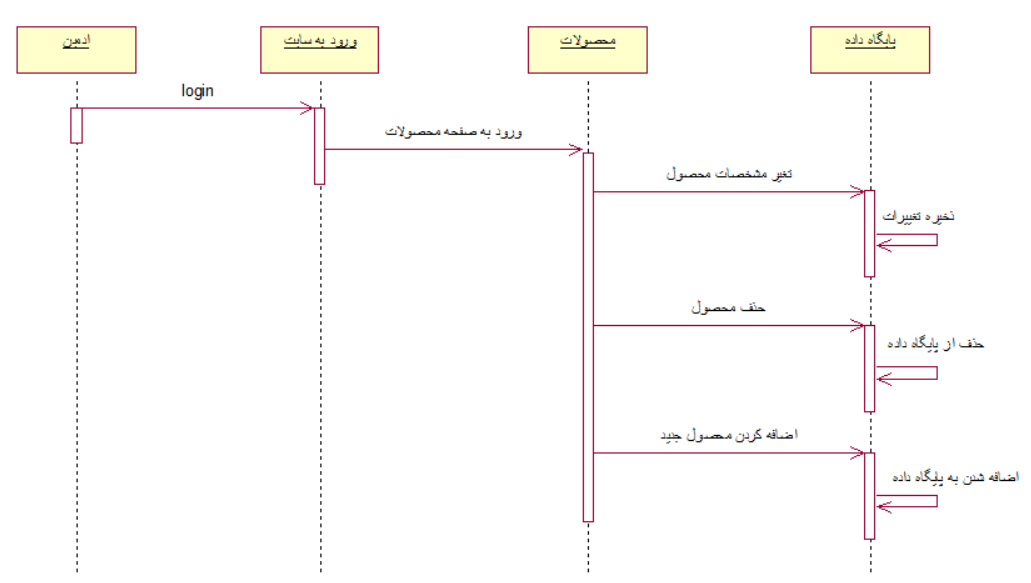 ادمین
ورود به سایت
محصولات
پایگاه داده
login
ورود به صفحه محصولات
تغیر مشخصات محصول
ذخیره تغییرات
حذف محصول
حذف از پایگاه داده
اضافه کردن محصول جدید
اضافه شدن به پایگاه داده